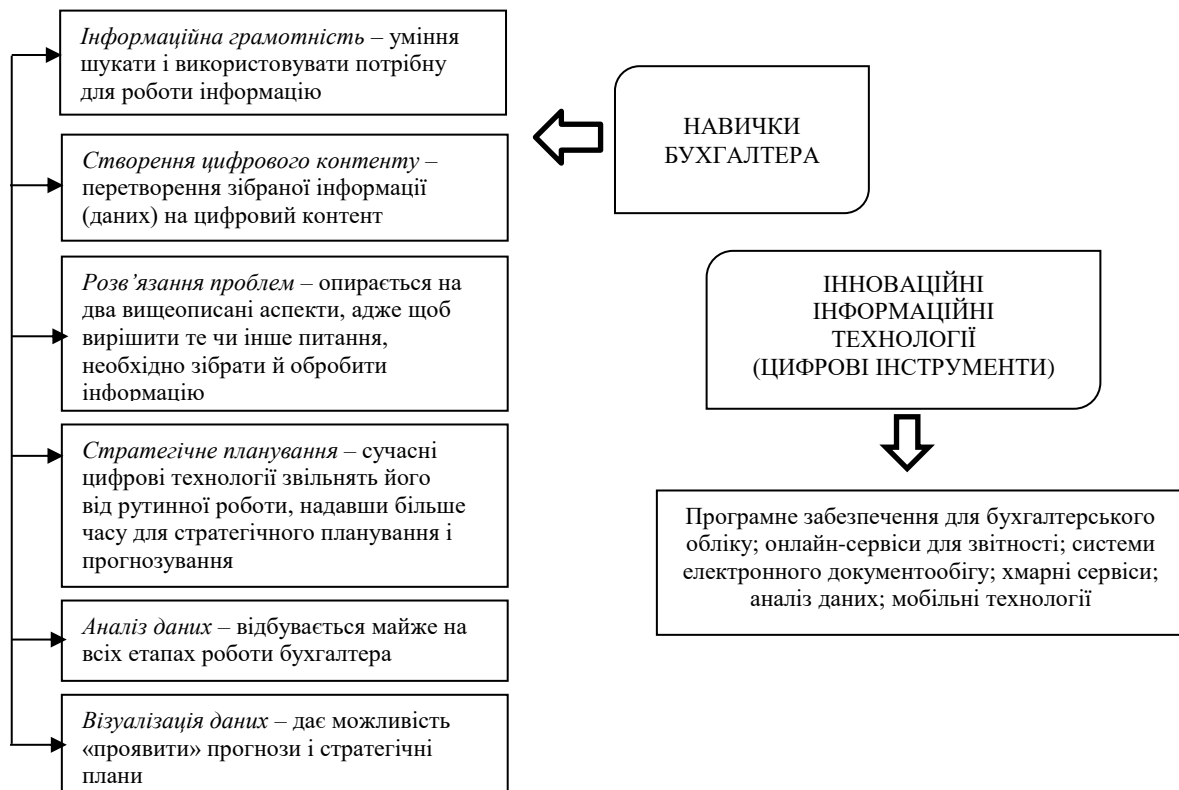 Інформаційна грамотність – уміння
шукати і використовувати потрібну
для роботи інформацію
Створення цифрового контенту –
перетворення зібраної інформації
(даних) на цифровий контент
Розв’язання проблем – опирається на
два вищеописані аспекти, адже щоб
вирішити те чи інше питання,
необхідно зібрати й обробити
інформацію
Стратегічне планування – сучасні
цифрові технології звільнять його
від рутинної роботи, надавши більше
часу для стратегічного планування і
прогнозування
Аналіз даних – відбувається майже на
всіх етапах роботи бухгалтера
Візуалізація даних – дає можливість
«проявити» прогнози і стратегічні
плани
НАВИЧКИ
БУХГАЛТЕРА
ІННОВАЦІЙНІ
ІНФОРМАЦІЙНІ
ТЕХНОЛОГІЇ
(ЦИФРОВІ ІНСТРУМЕНТИ)
Програмне забезпечення для бухгалтерського
обліку; онлайн-сервіси для звітності; системи
електронного документообігу; хмарні сервіси;
аналіз даних; мобільні технології